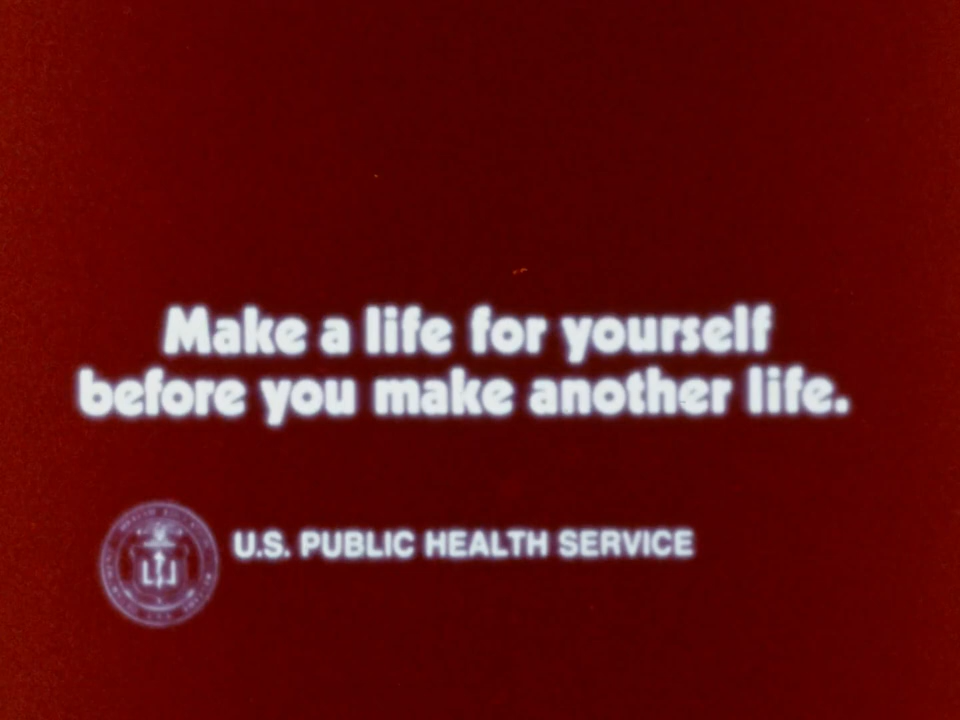 Make a life for yourself
before you make another life.
U.S. PUBLIC HEALTH SERVICE